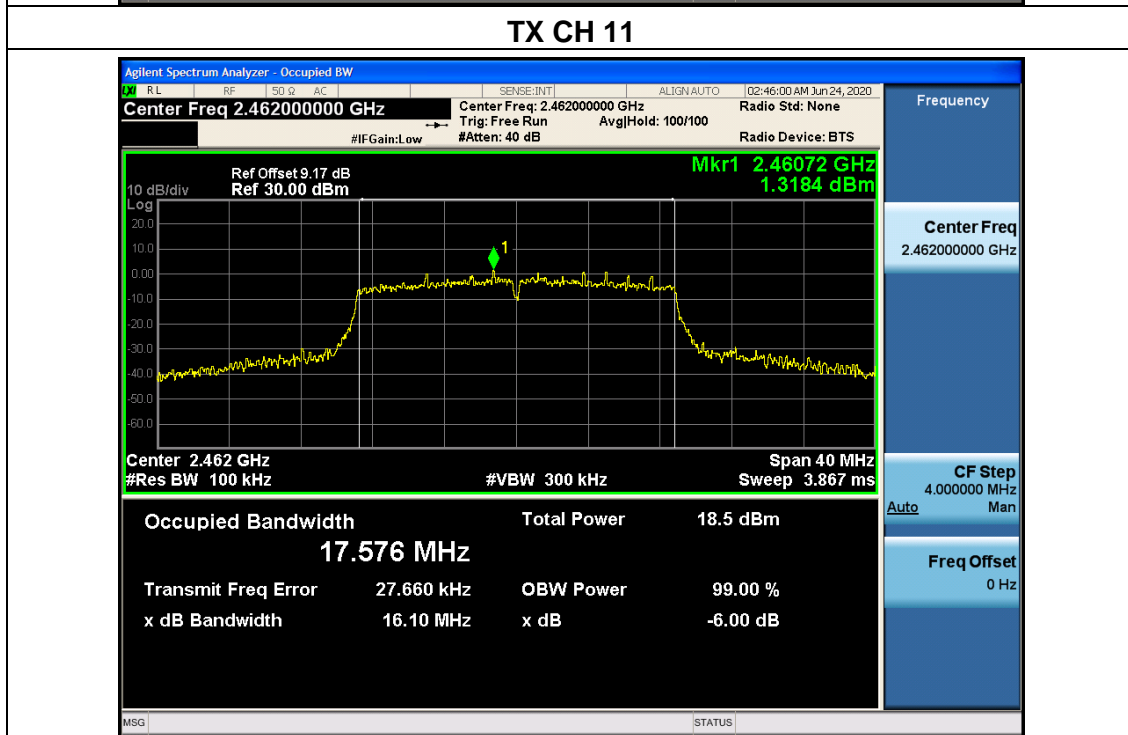 TX CH 11
Agilent Spectrum Analyzer - Occupied BW
LXI RL RF 50 Ω AC SENSE:INT ALIGN AUTO 02:46:00 AM Jun 24, 2020
Center Freq 2.462000000 GHz Center Freq: 2.462000000 GHz Radio Std: None
Trig: Free Run Avg|Hold: 100/100
#IFGain:Low #Atten: 40 dB Radio Device: BTS
Frequency
Mkr1 2.46072 GHz
1.3184 dBm
Ref Offset 9.17 dB
10 dB/div Ref 30.00 dBm
Log
20.0
10.0
0.00
-10.0
-20.0
-30.0
-40.0
-50.0
-60.0
1
Center 2.462 GHz Span 40 MHz
#Res BW 100 kHz #VBW 300 kHz Sweep 3.867 ms
Center Freq
2.462000000 GHz
CF Step
4.000000 MHz
Auto Man
Freq Offset
0 Hz
Occupied Bandwidth Total Power 18.5 dBm
17.576 MHz
Transmit Freq Error 27.660 kHz OBW Power 99.00 %
x dB Bandwidth 16.10 MHz x dB -6.00 dB
MSG STATUS